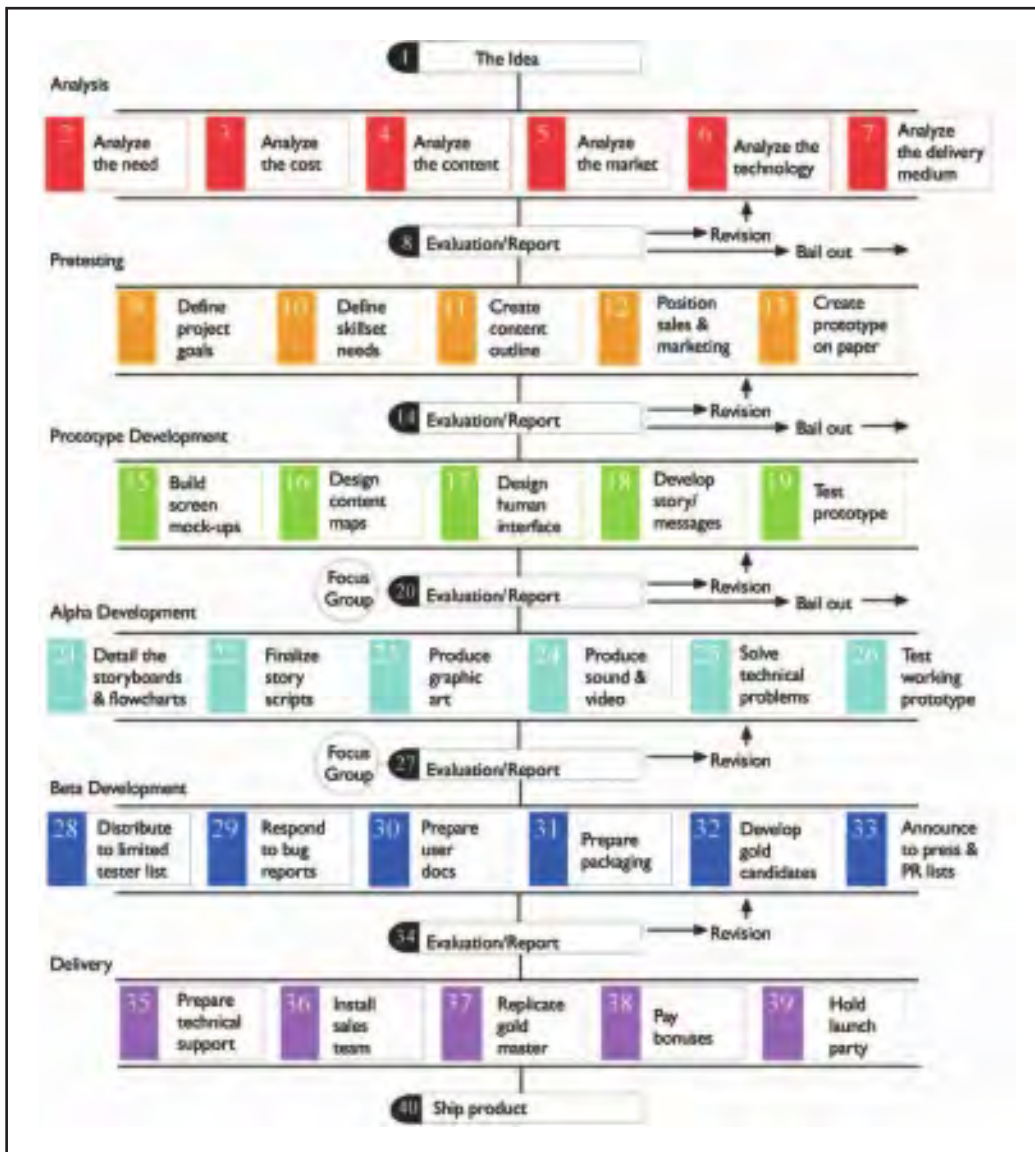 1 The Idea
Analysis
2 Analyze
the need
3 Analyze
the cost
4 Analyze
the content
5 Analyze
the market
6 Analyze the
technology
7 Analyze
the delivery
medium
8 Evaluation/Report
Revision
Bail out
Pretesting
9 Define
project
goals
10 Define
skillset
needs
11 Create
content
outline
12 Position
sales &
marketing
13 Create
prototype
on paper
14 Evaluation/Report
Revision
Bail out
Prototype Development
15 Build
screen
mock-ups
16 Design
content
maps
17 Design
human
interface
18 Develop
story/
messages
19 Test
prototype
Focus
Group
20 Evaluation/Report
Revision
Bail out
Alpha Development
21 Detail the
storyboards
& flowcharts
22 Finalize
story
scripts
23 Produce
graphic
art
24 Produce
sound &
video
25 Solve
technical
problems
26 Test
working
prototype
Focus
Group
27 Evaluation/Report
Revision
Beta Development
28 Distribute
to limited
tester list
29 Respond
to bug
reports
30 Prepare
user
docs
31 Prepare
packaging
32 Develop
gold
candidates
33 Announce
to press &
PR lists
34 Evaluation/Report
Revision
Delivery
35 Prepare
technical
support
36 Install
sales
team
37 Replicate
gold
master
38 Pay
bonuses
39 Hold
launch
party
40 Ship product